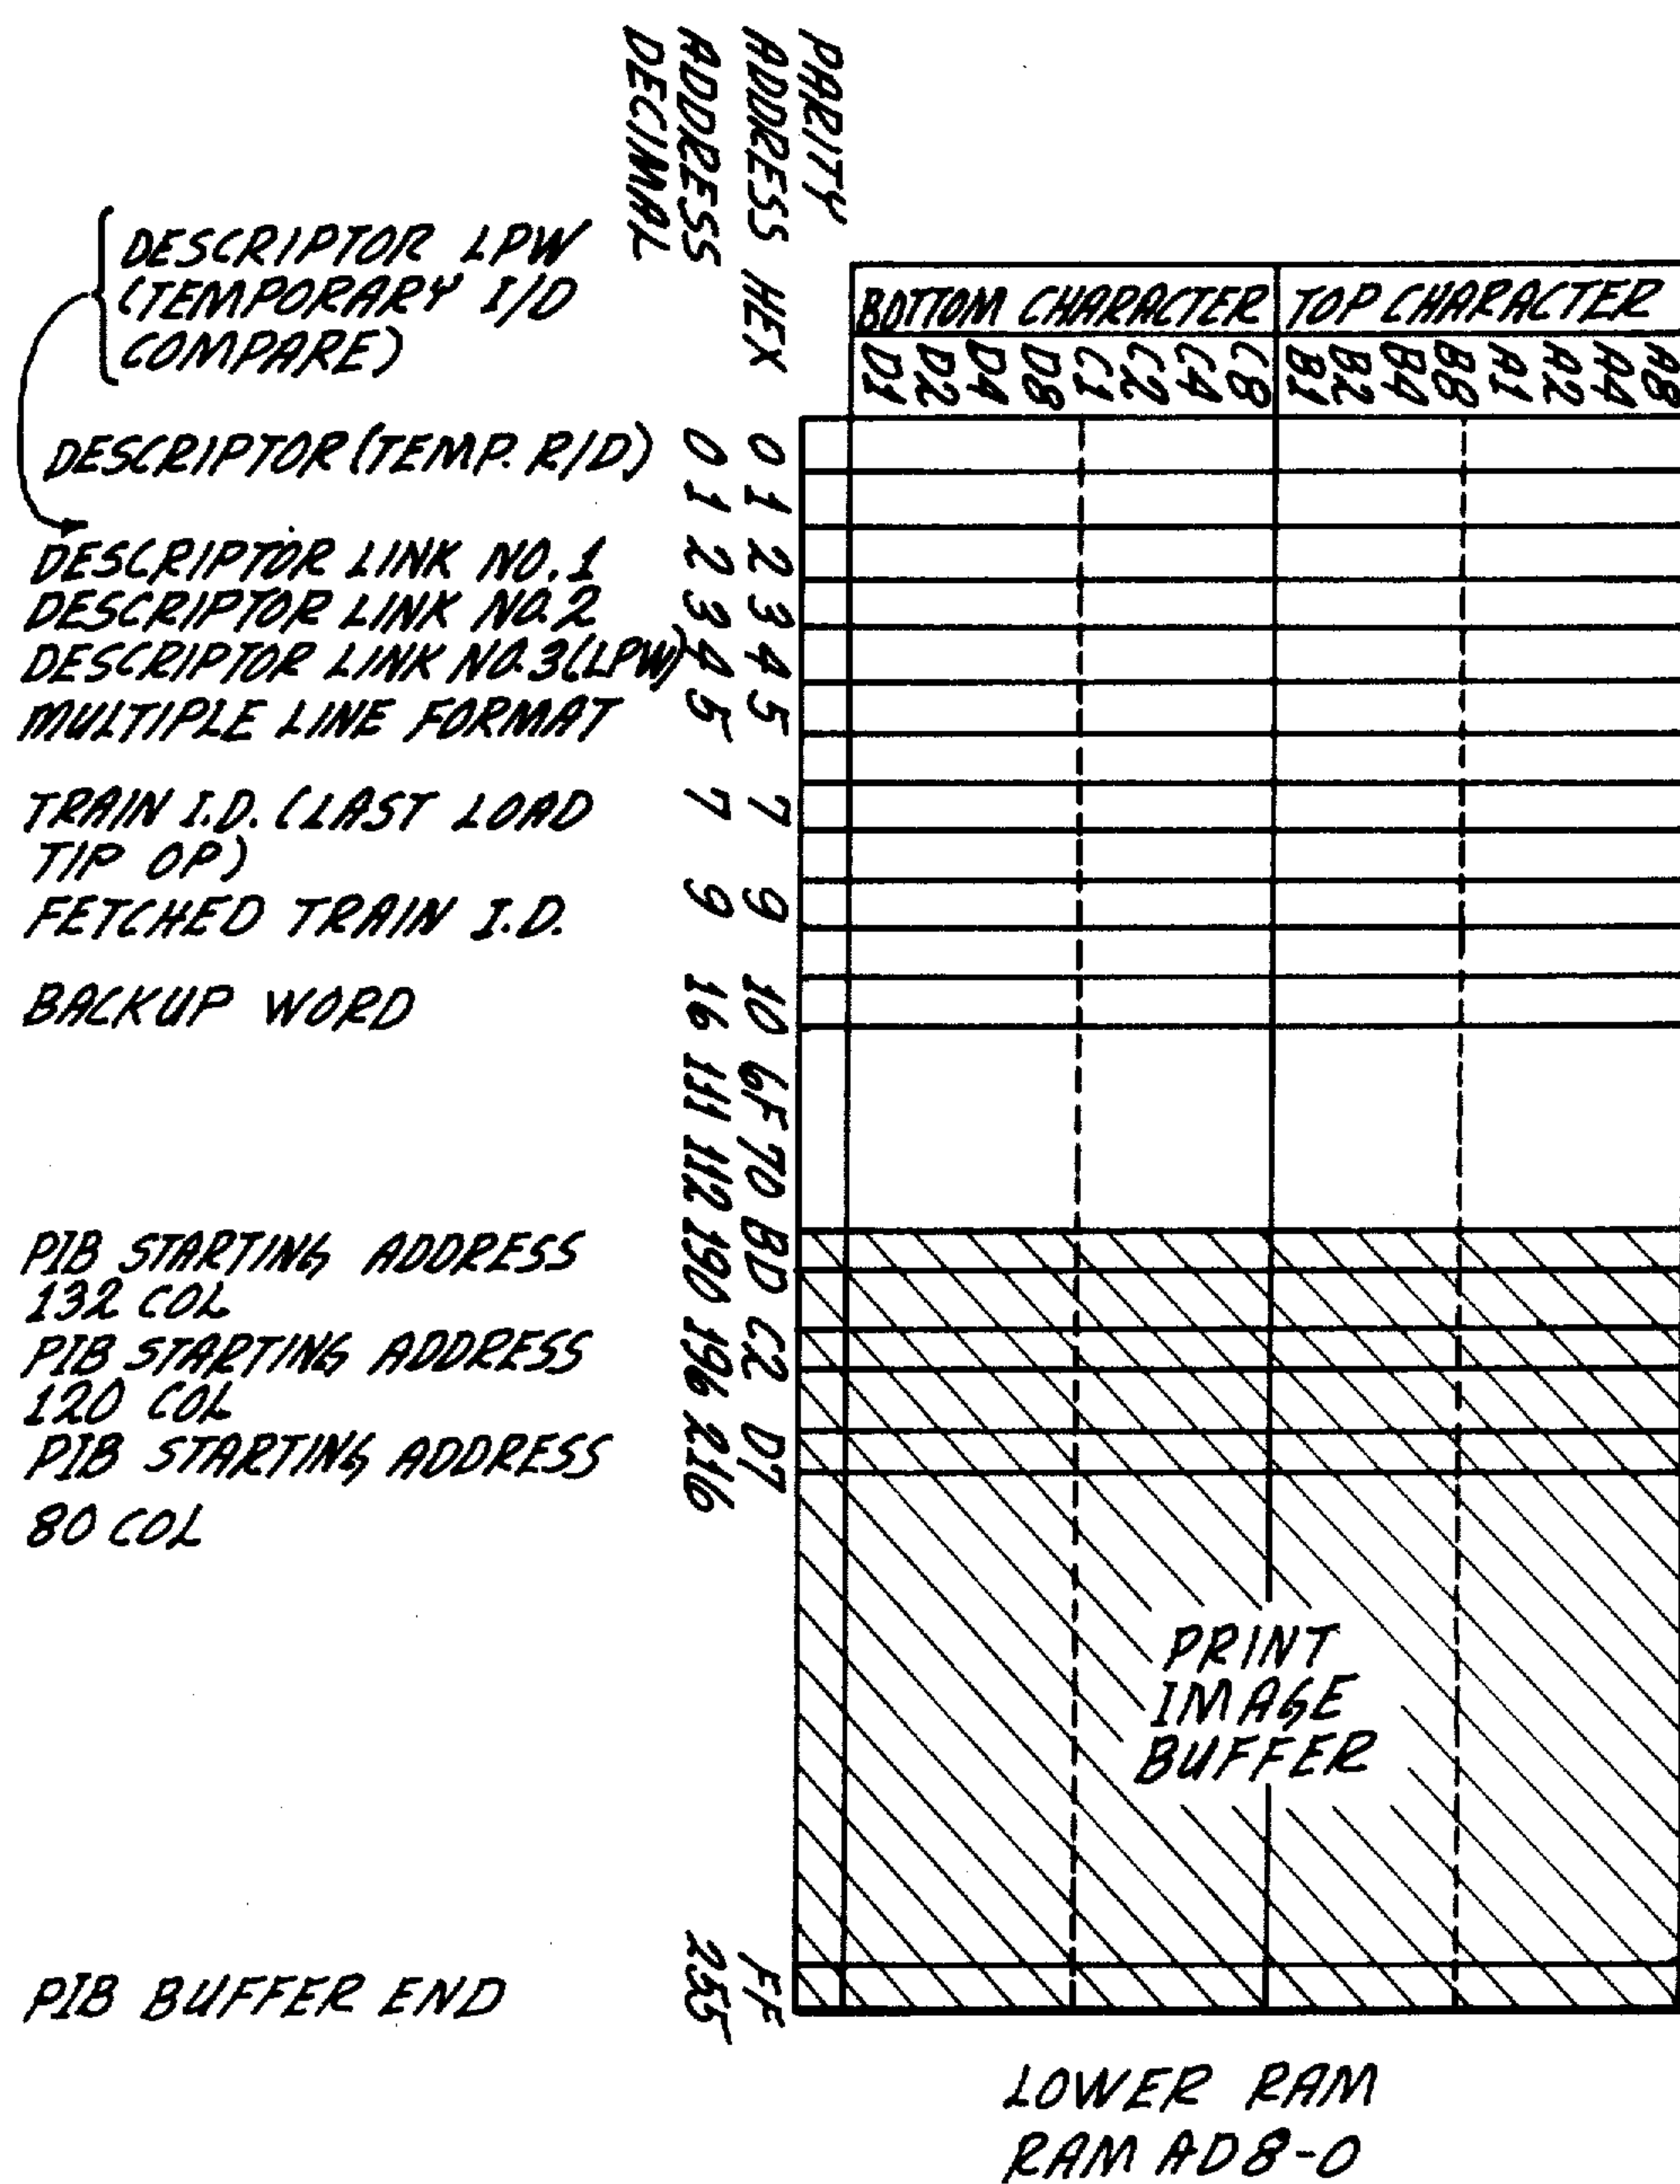 PARITY
ADDRESS HEX
ADDRESS
DECIMAL
DESCRIPTOR LPW
(TEMPORARY I/D
COMPARE)
BOTTOM CHARACTER TOP CHARACTER
D1 D2 D4 D8 C1 C2 C4 C8 B1 B2 B4 B8 A1 A2 A4 A8
DESCRIPTOR (TEMP. R/D) 0 0
1 1
DESCRIPTOR LINK NO. 1 2 2
DESCRIPTOR LINK NO. 2 3 3
DESCRIPTOR LINK NO. 3 (LPW) 4 4
MULTIPLE LINE FORMAT 5 5
TRAIN I.D. (LAST LOAD 7 7
TIP OP)
FETCHED TRAIN I.D. 9 9
BACKUP WORD 16 10
111 6F
112 70
PIB STARTING ADDRESS 190 BD
132 COL
PIB STARTING ADDRESS 196 C2
120 COL
PIB STARTING ADDRESS 216 D7
80 COL
PRINT
IMAGE
BUFFER
PIB BUFFER END 255 FF
LOWER RAM
RAM AD8-0